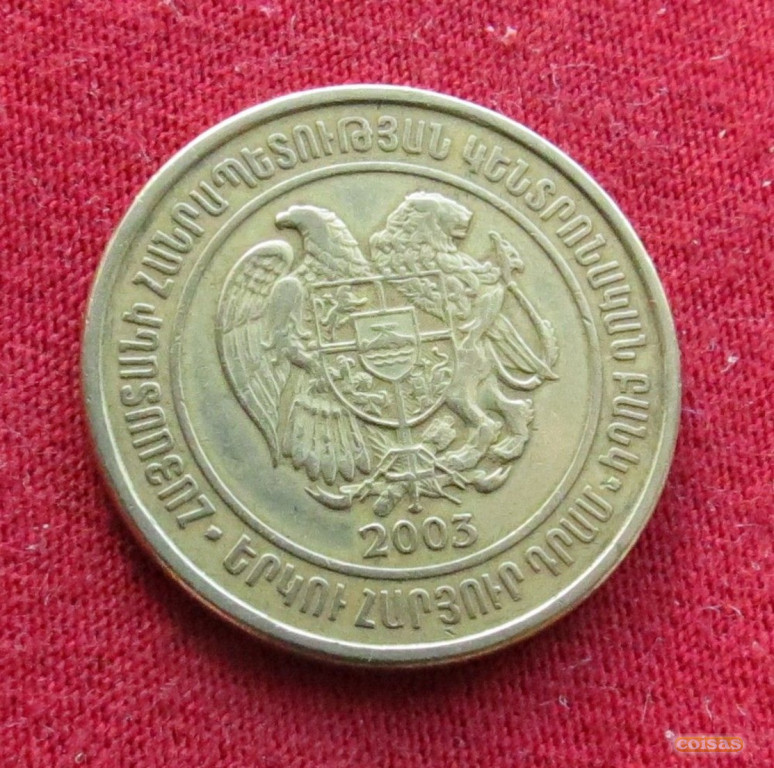 ՀԱՅԱՍՏԱՆԻ ՀԱՆՐԱՊԵՏՈՒԹՅԱՆ ԿԵՆՏՐՈՆԱԿԱՆ ԲԱՆԿ
ԵՐԿՈՒ ՀԱՐՅՈՒՐ ԴՐԱՄ
2003
coisas